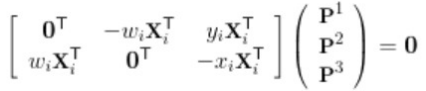 [ 0ᵀ −wᵢXᵢᵀ yᵢXᵢᵀ ] ( P¹ )
[ wᵢXᵢᵀ 0ᵀ −xᵢXᵢᵀ ] ( P² ) = 0
( P³ )